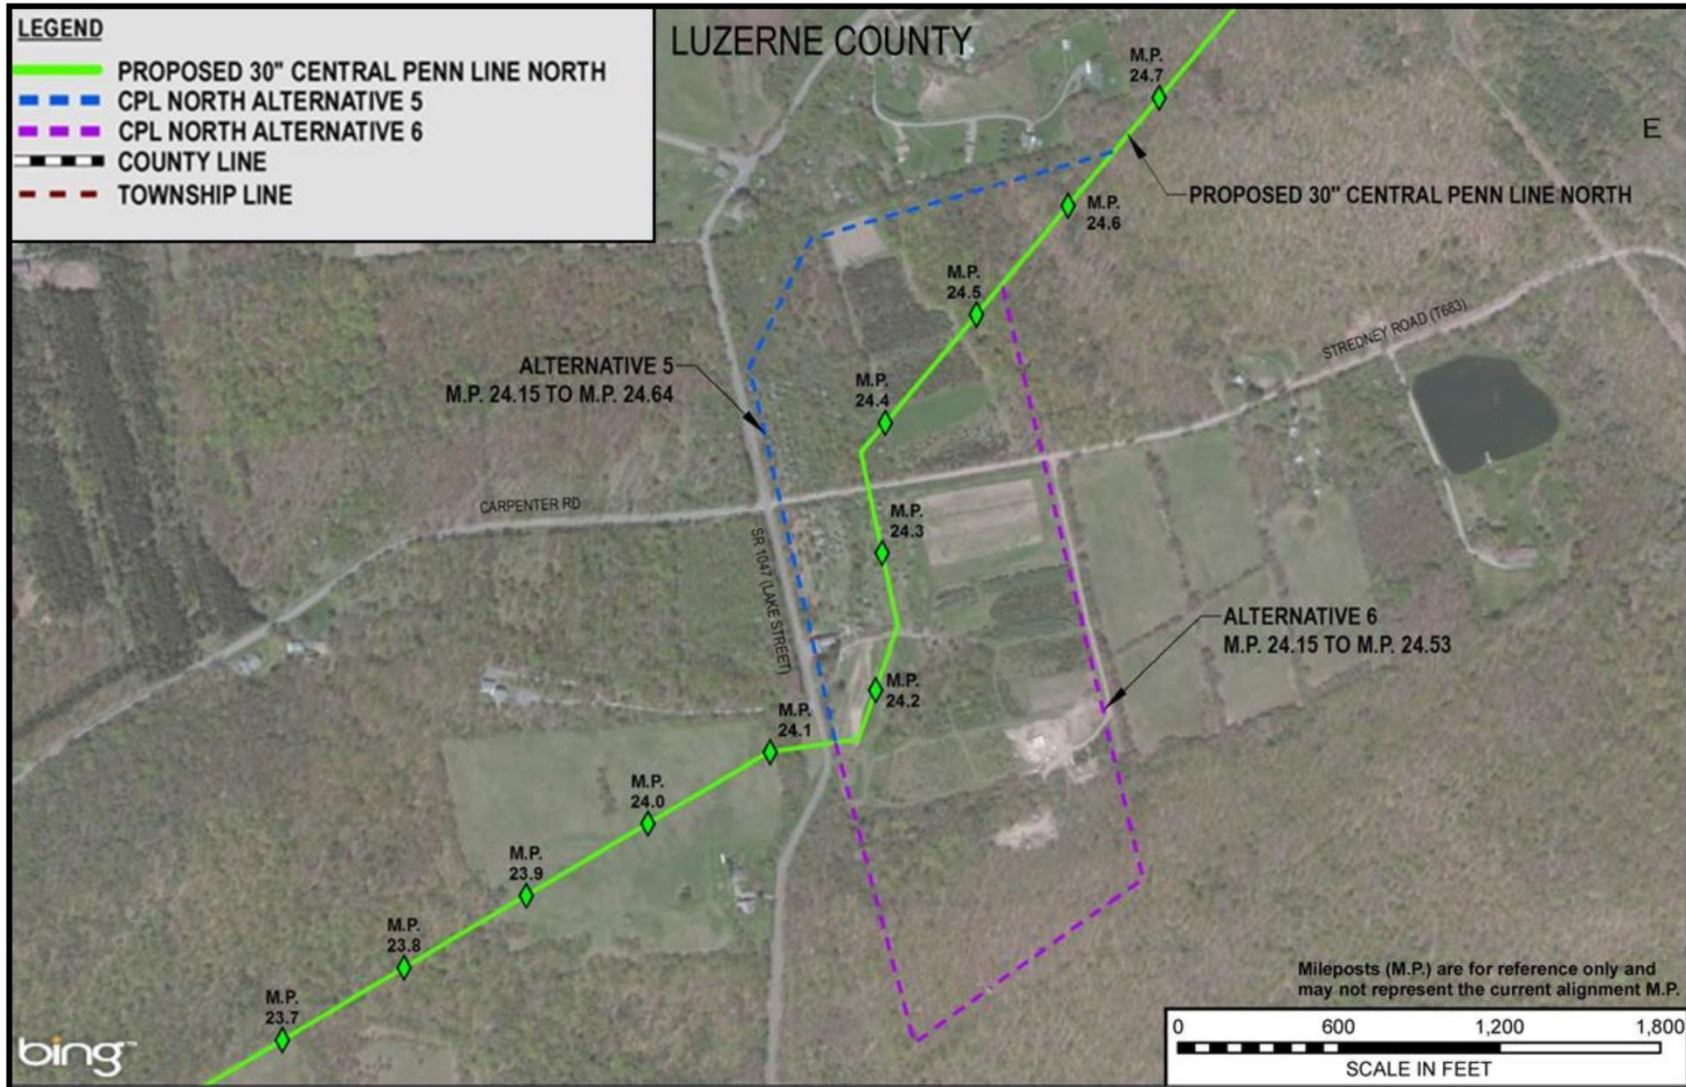 LEGEND
PROPOSED 30" CENTRAL PENN LINE NORTH
CPL NORTH ALTERNATIVE 5
CPL NORTH ALTERNATIVE 6
COUNTY LINE
TOWNSHIP LINE
LUZERNE COUNTY
M.P.
24.7
E
PROPOSED 30" CENTRAL PENN LINE NORTH
M.P.
24.6
M.P.
24.5
STREDNEY ROAD (T683)
ALTERNATIVE 5
M.P. 24.15 TO M.P. 24.64
M.P.
24.4
CARPENTER RD
M.P.
24.3
SR 1047 (LAKE STREET)
ALTERNATIVE 6
M.P. 24.15 TO M.P. 24.53
M.P.
24.2
M.P.
24.1
M.P.
24.0
M.P.
23.9
M.P.
23.8
M.P.
23.7
Mileposts (M.P.) are for reference only and
may not represent the current alignment M.P.
0 600 1,200 1,800
SCALE IN FEET
bing™